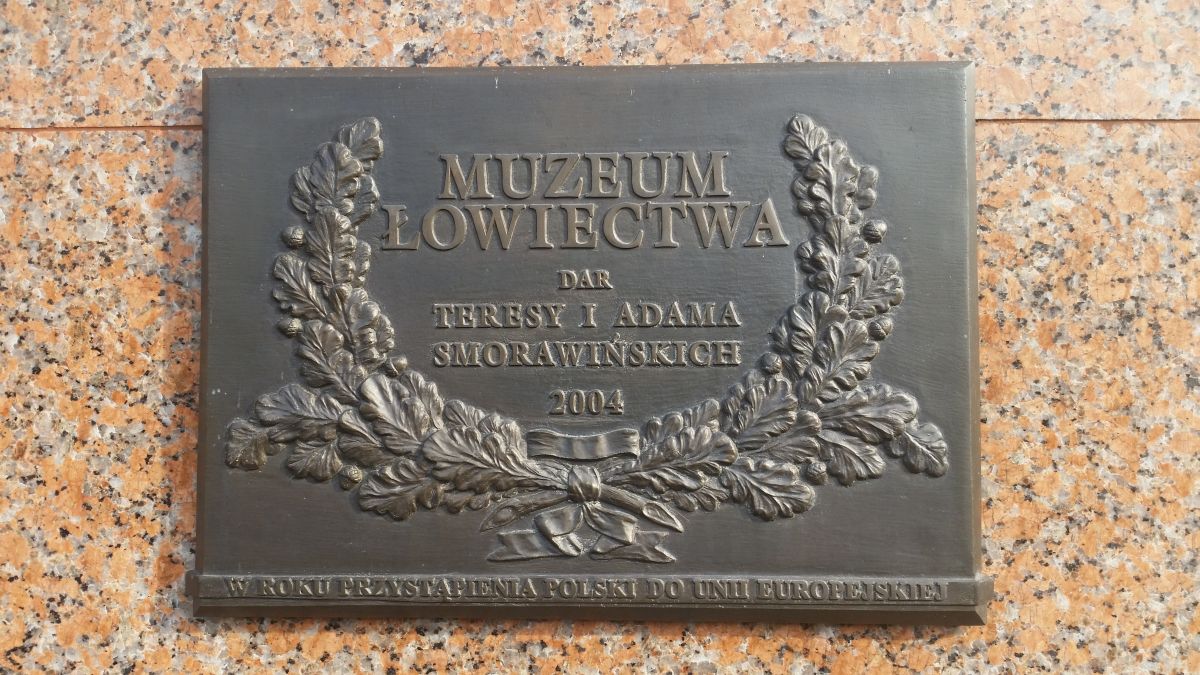 MUZEUM
ŁOWIECTWA
DAR
TERESY I ADAMA
SMORAWIŃSKICH
2004
W ROKU PRZYSTĄPIENIA POLSKI DO UNII EUROPEJSKIEJ